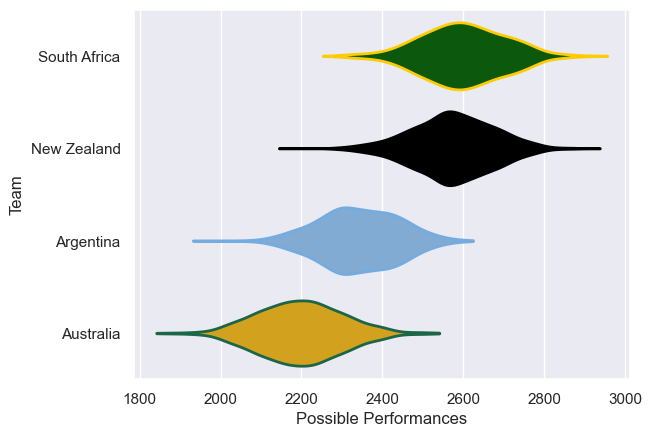 South Africa
New Zealand
Argentina
Australia
Team
1800 2000 2200 2400 2600 2800 3000
Possible Performances